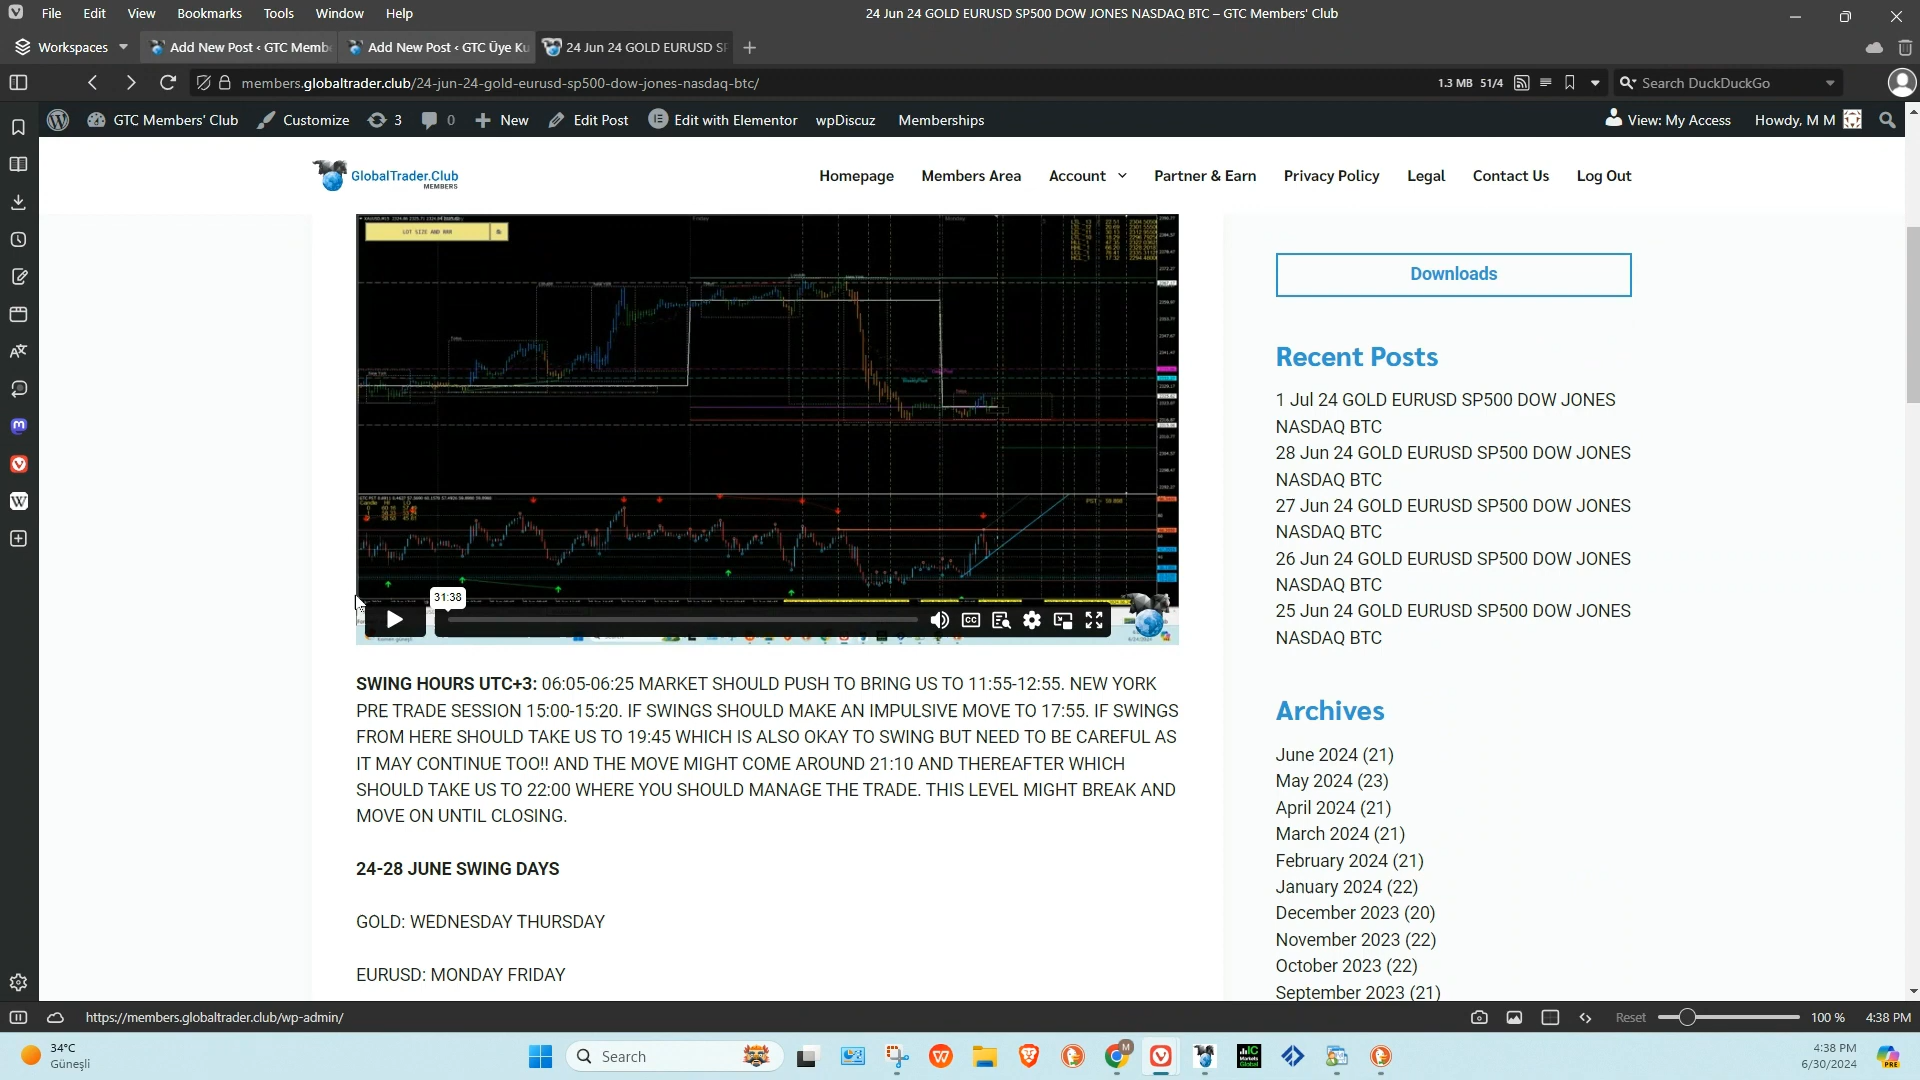 File Edit View Bookmarks Tools Window Help
24 Jun 24 GOLD EURUSD SP500 DOW JONES NASDAQ BTC – GTC Members' Club
Workspaces
Add New Post ‹ GTC Memb
Add New Post ‹ GTC Üye Ku
24 Jun 24 GOLD EURUSD SP
members.globaltrader.club/24-jun-24-gold-eurusd-sp500-dow-jones-nasdaq-btc/
1.3 MB 51/4
Search DuckDuckGo
GTC Members' Club Customize 3 0 New Edit Post Edit with Elementor wpDiscuz Memberships
View: My Access Howdy, M M
GlobalTrader.Club
MEMBERS
Homepage Members Area Account Partner & Earn Privacy Policy Legal Contact Us Log Out
LOT SIZE AND RRR
31:38
CC
SWING HOURS UTC+3: 06:05-06:25 MARKET SHOULD PUSH TO BRING US TO 11:55-12:55. NEW YORK
PRE TRADE SESSION 15:00-15:20. IF SWINGS SHOULD MAKE AN IMPULSIVE MOVE TO 17:55. IF SWINGS
FROM HERE SHOULD TAKE US TO 19:45 WHICH IS ALSO OKAY TO SWING BUT NEED TO BE CAREFUL AS
IT MAY CONTINUE TOO!! AND THE MOVE MIGHT COME AROUND 21:10 AND THEREAFTER WHICH
SHOULD TAKE US TO 22:00 WHERE YOU SHOULD MANAGE THE TRADE. THIS LEVEL MIGHT BREAK AND
MOVE ON UNTIL CLOSING.
24-28 JUNE SWING DAYS
GOLD: WEDNESDAY THURSDAY
EURUSD: MONDAY FRIDAY
Downloads
Recent Posts
1 Jul 24 GOLD EURUSD SP500 DOW JONES
NASDAQ BTC
28 Jun 24 GOLD EURUSD SP500 DOW JONES
NASDAQ BTC
27 Jun 24 GOLD EURUSD SP500 DOW JONES
NASDAQ BTC
26 Jun 24 GOLD EURUSD SP500 DOW JONES
NASDAQ BTC
25 Jun 24 GOLD EURUSD SP500 DOW JONES
NASDAQ BTC
Archives
June 2024 (21)
May 2024 (23)
April 2024 (21)
March 2024 (21)
February 2024 (21)
January 2024 (22)
December 2023 (20)
November 2023 (22)
October 2023 (22)
September 2023 (21)
https://members.globaltrader.club/wp-admin/
Reset 100 % 4:38 PM
34°C
Güneşli
Search
4:38 PM
6/30/2024